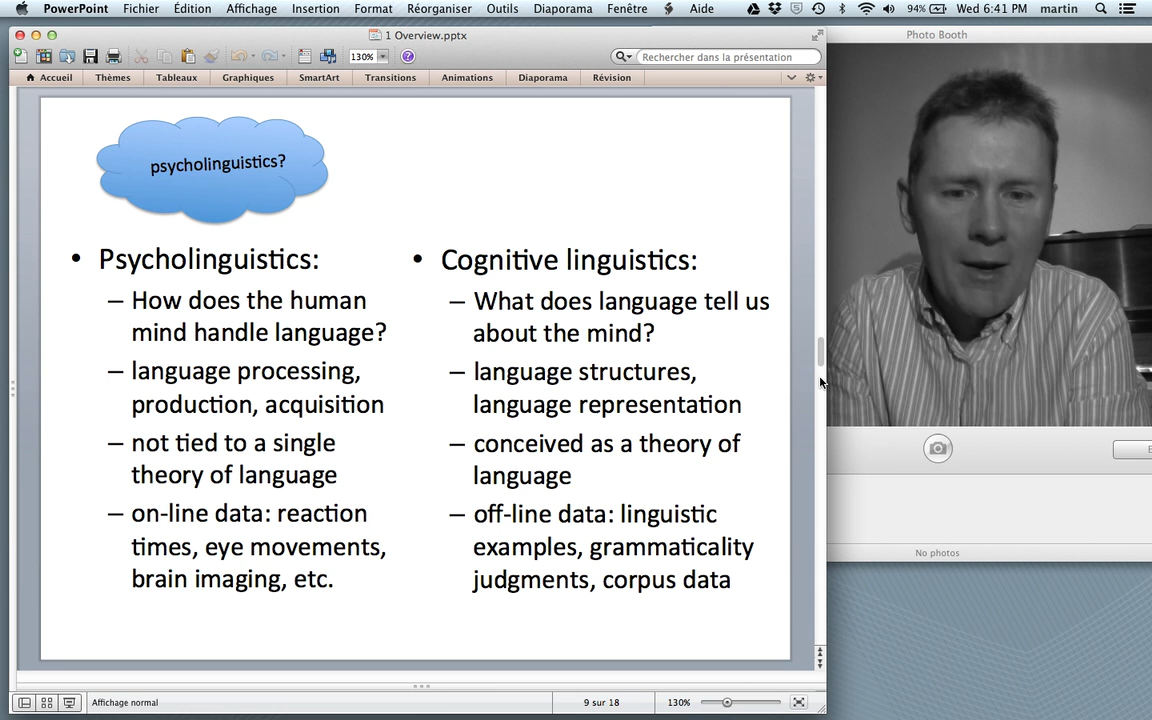 PowerPoint Fichier Édition Affichage Insertion Format Réorganiser Outils Diaporama Fenêtre Aide 94% Wed 6:41 PM martin
1 Overview.pptx
Photo Booth
130% Rechercher dans la présentation
Accueil Thèmes Tableaux Graphiques SmartArt Transitions Animations Diaporama Révision
psycholinguistics?
• Psycholinguistics:
– How does the human
mind handle language?
– language processing,
production, acquisition
– not tied to a single
theory of language
– on-line data: reaction
times, eye movements,
brain imaging, etc.
• Cognitive linguistics:
– What does language tell us
about the mind?
– language structures,
language representation
– conceived as a theory of
language
– off-line data: linguistic
examples, grammaticality
judgments, corpus data
No photos
Affichage normal 9 sur 18 130%